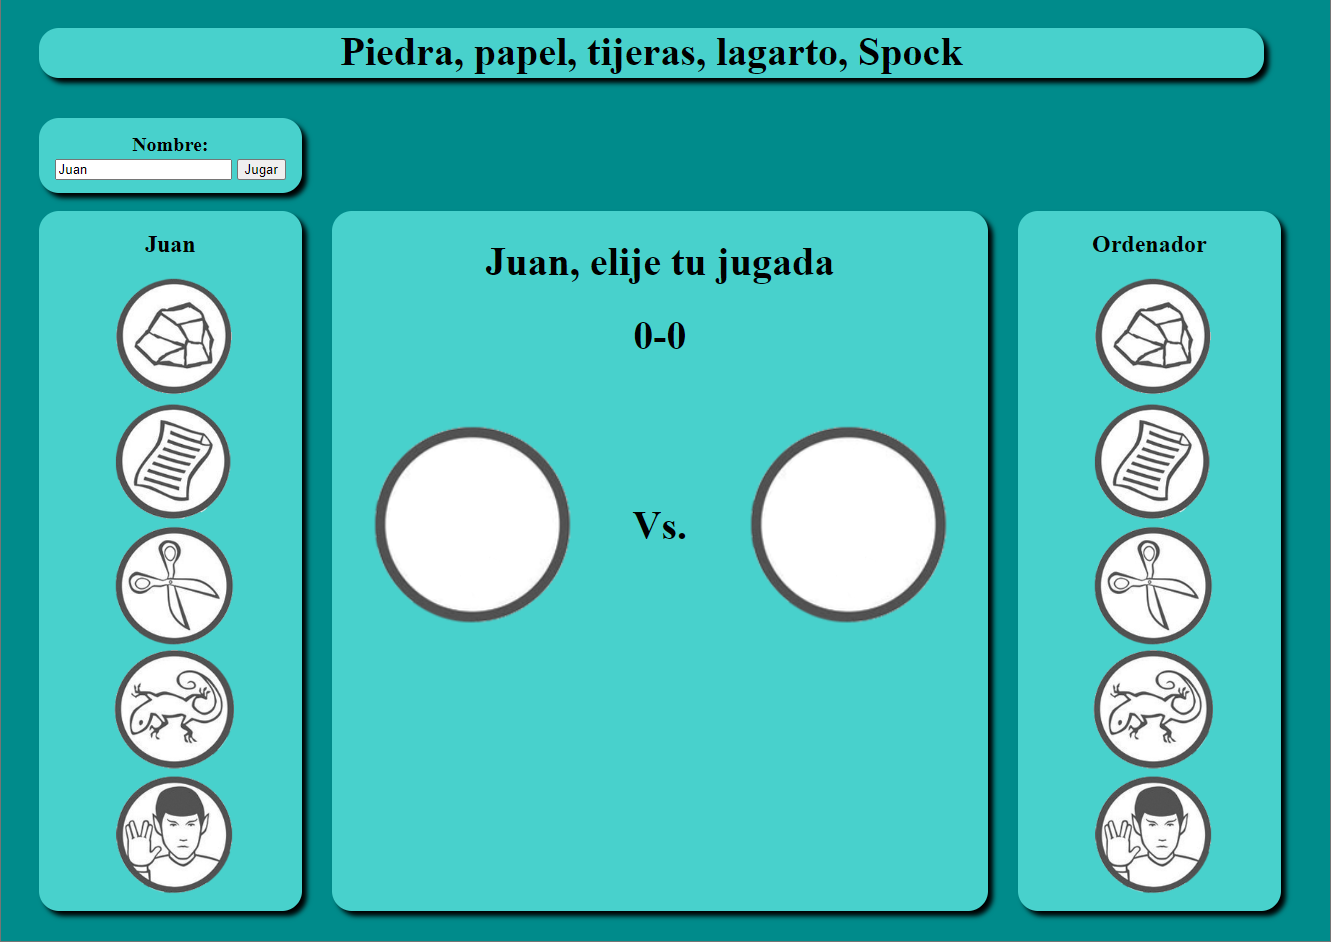 Piedra, papel, tijeras, lagarto, Spock
Nombre:
Juan Jugar
Juan
Juan, elije tu jugada
0-0
Vs.
Ordenador